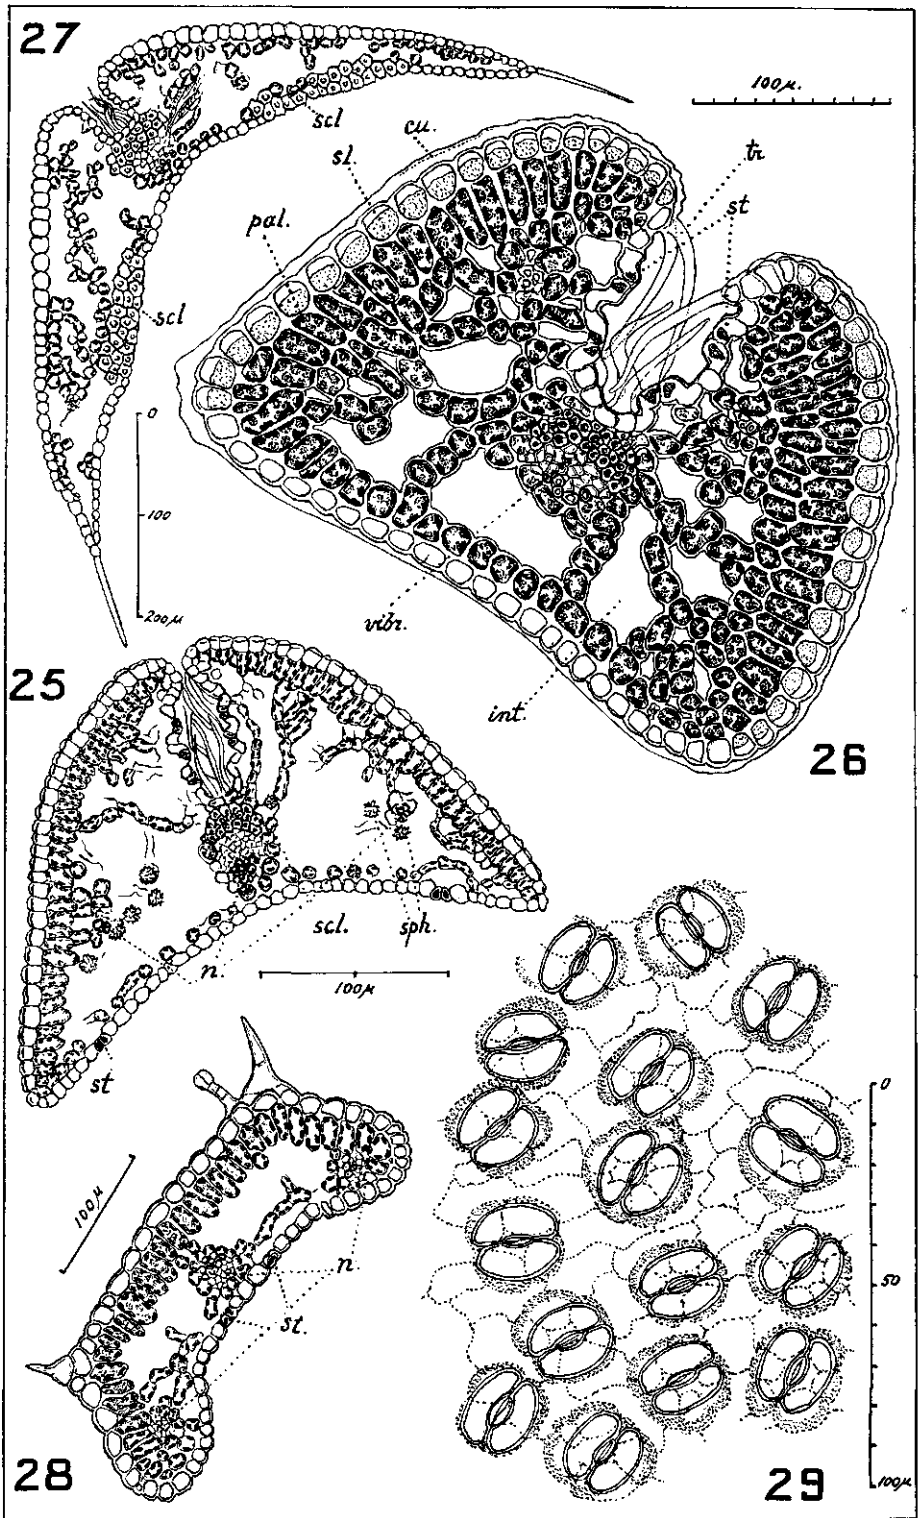 27
scl
scl
0
100
200µ
100µ.
cu.
sl.
pal.
tr
st
vibr.
int.
26
25
n.
scl.
sph.
100µ
st
100µ
n.
st.
28
0
50
100µ
29